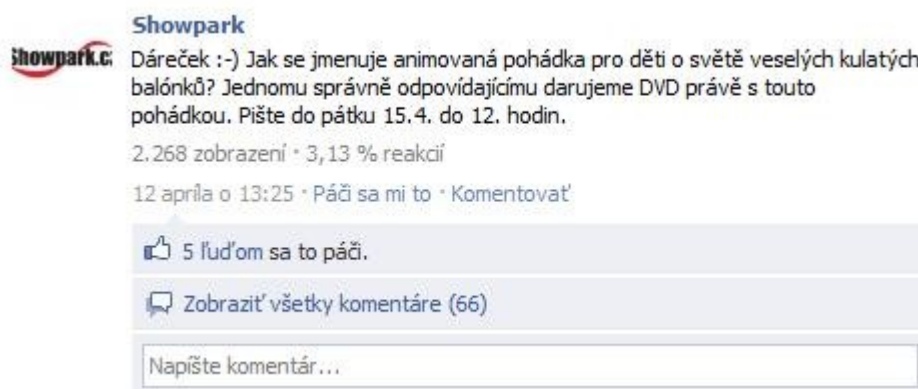 Showpark
Showpark.c
Dáreček :-) Jak se jmenuje animovaná pohádka pro děti o světě veselých kulatých
balónků? Jednomu správně odpovídajícímu darujeme DVD právě s touto
pohádkou. Pište do pátku 15.4. do 12. hodin.
2.268 zobrazení · 3,13 % reakcií
12 apríla o 13:25 · Páči sa mi to · Komentovať
5 ľuďom sa to páči.
Zobraziť všetky komentáre (66)
Napíšte komentár...